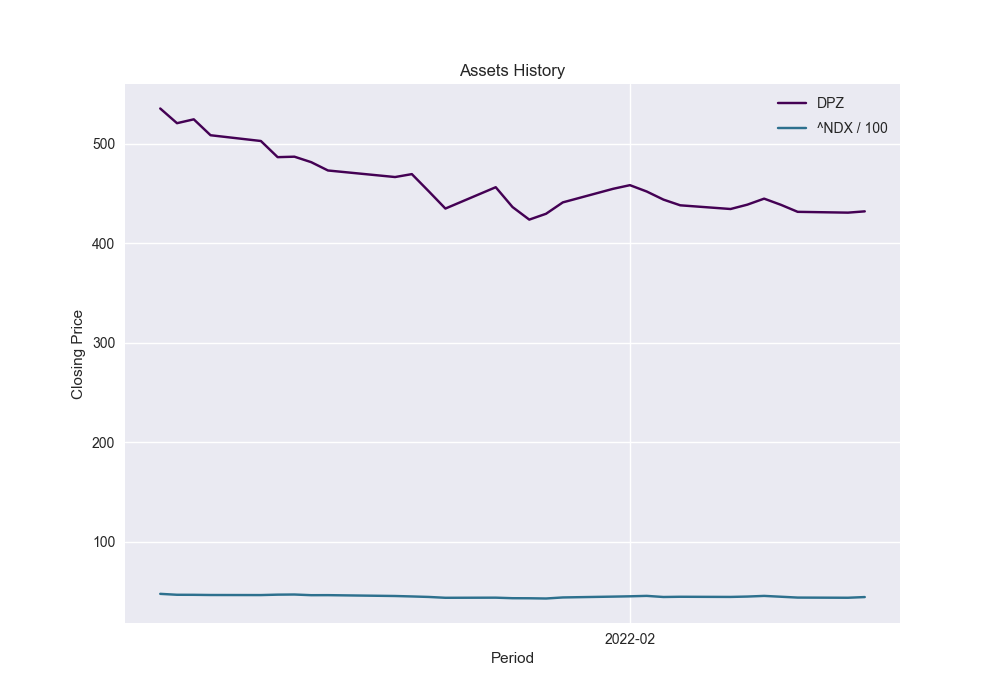 Assets History
DPZ
^NDX / 100
Closing Price
500
400
300
200
100
2022-02
Period